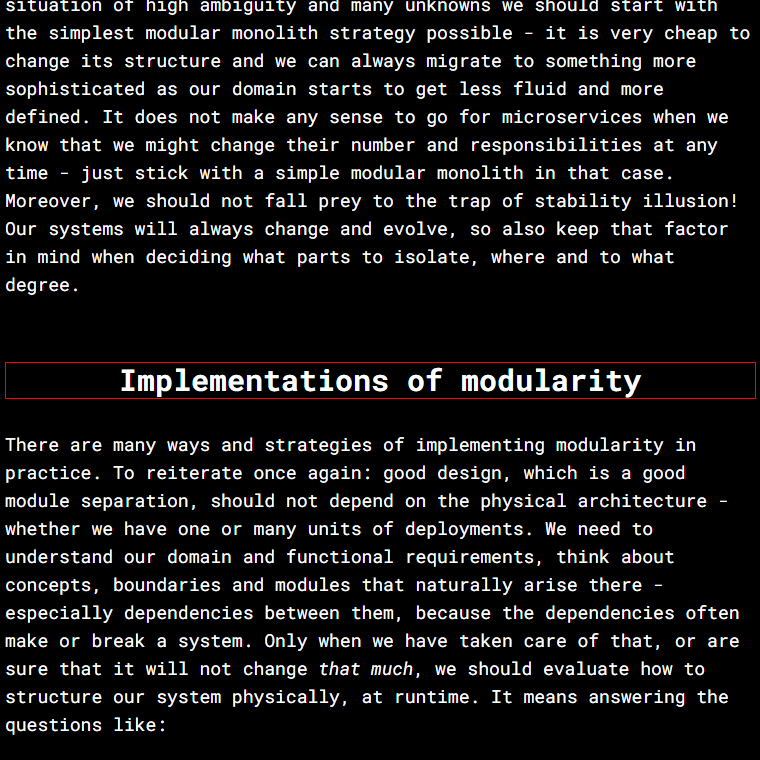 situation of high ambiguity and many unknowns we should start with
the simplest modular monolith strategy possible - it is very cheap to
change its structure and we can always migrate to something more
sophisticated as our domain starts to get less fluid and more
defined. It does not make any sense to go for microservices when we
know that we might change their number and responsibilities at any
time - just stick with a simple modular monolith in that case.
Moreover, we should not fall prey to the trap of stability illusion!
Our systems will always change and evolve, so also keep that factor
in mind when deciding what parts to isolate, where and to what
degree.
Implementations of modularity
There are many ways and strategies of implementing modularity in
practice. To reiterate once again: good design, which is a good
module separation, should not depend on the physical architecture -
whether we have one or many units of deployments. We need to
understand our domain and functional requirements, think about
concepts, boundaries and modules that naturally arise there -
especially dependencies between them, because the dependencies often
make or break a system. Only when we have taken care of that, or are
sure that it will not change that much, we should evaluate how to
structure our system physically, at runtime. It means answering the
questions like: